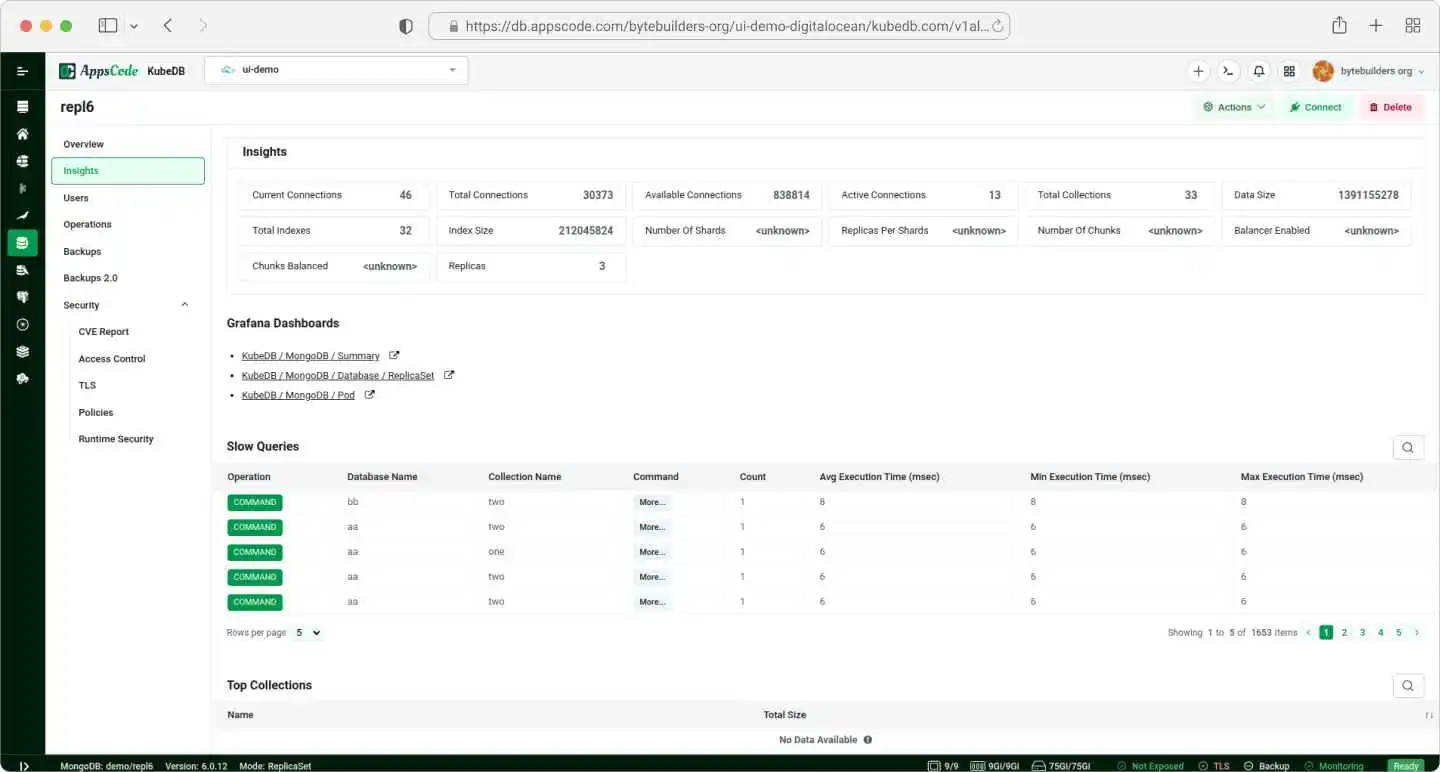 https://db.appscode.com/bytebuilders-org/ui-demo-digitalocean/kubedb.com/v1al...
AppsCode KubeDB ui-demo bytebuilders org
repl6 Actions Connect Delete
Overview
Insights
Users
Operations
Backups
Backups 2.0
Security
CVE Report
Access Control
TLS
Policies
Runtime Security
Insights
Current Connections 46 Total Connections 30373 Available Connections 838814 Active Connections 13 Total Collections 33 Data Size 1391155278
Total Indexes 32 Index Size 212045824 Number Of Shards <unknown> Replicas Per Shards <unknown> Number Of Chunks <unknown> Balancer Enabled <unknown>
Chunks Balanced <unknown> Replicas 3
Grafana Dashboards
• KubeDB / MongoDB / Summary
• KubeDB / MongoDB / Database / ReplicaSet
• KubeDB / MongoDB / Pod
Slow Queries
Operation Database Name Collection Name Command Count Avg Execution Time (msec) Min Execution Time (msec) Max Execution Time (msec)
COMMAND bb two More... 1 8 8 8
COMMAND aa two More... 1 6 6 6
COMMAND aa one More... 1 6 6 6
COMMAND aa two More... 1 6 6 6
COMMAND aa two More... 1 6 6 6
Rows per page 5 Showing 1 to 5 of 1653 items < 1 2 3 4 5 >
Top Collections
Name Total Size
No Data Available
MongoDB: demo/repl6 Version: 6.0.12 Mode: ReplicaSet 9/9 9Gi/9Gi 75Gi/75Gi Not Exposed TLS Backup Monitoring Ready